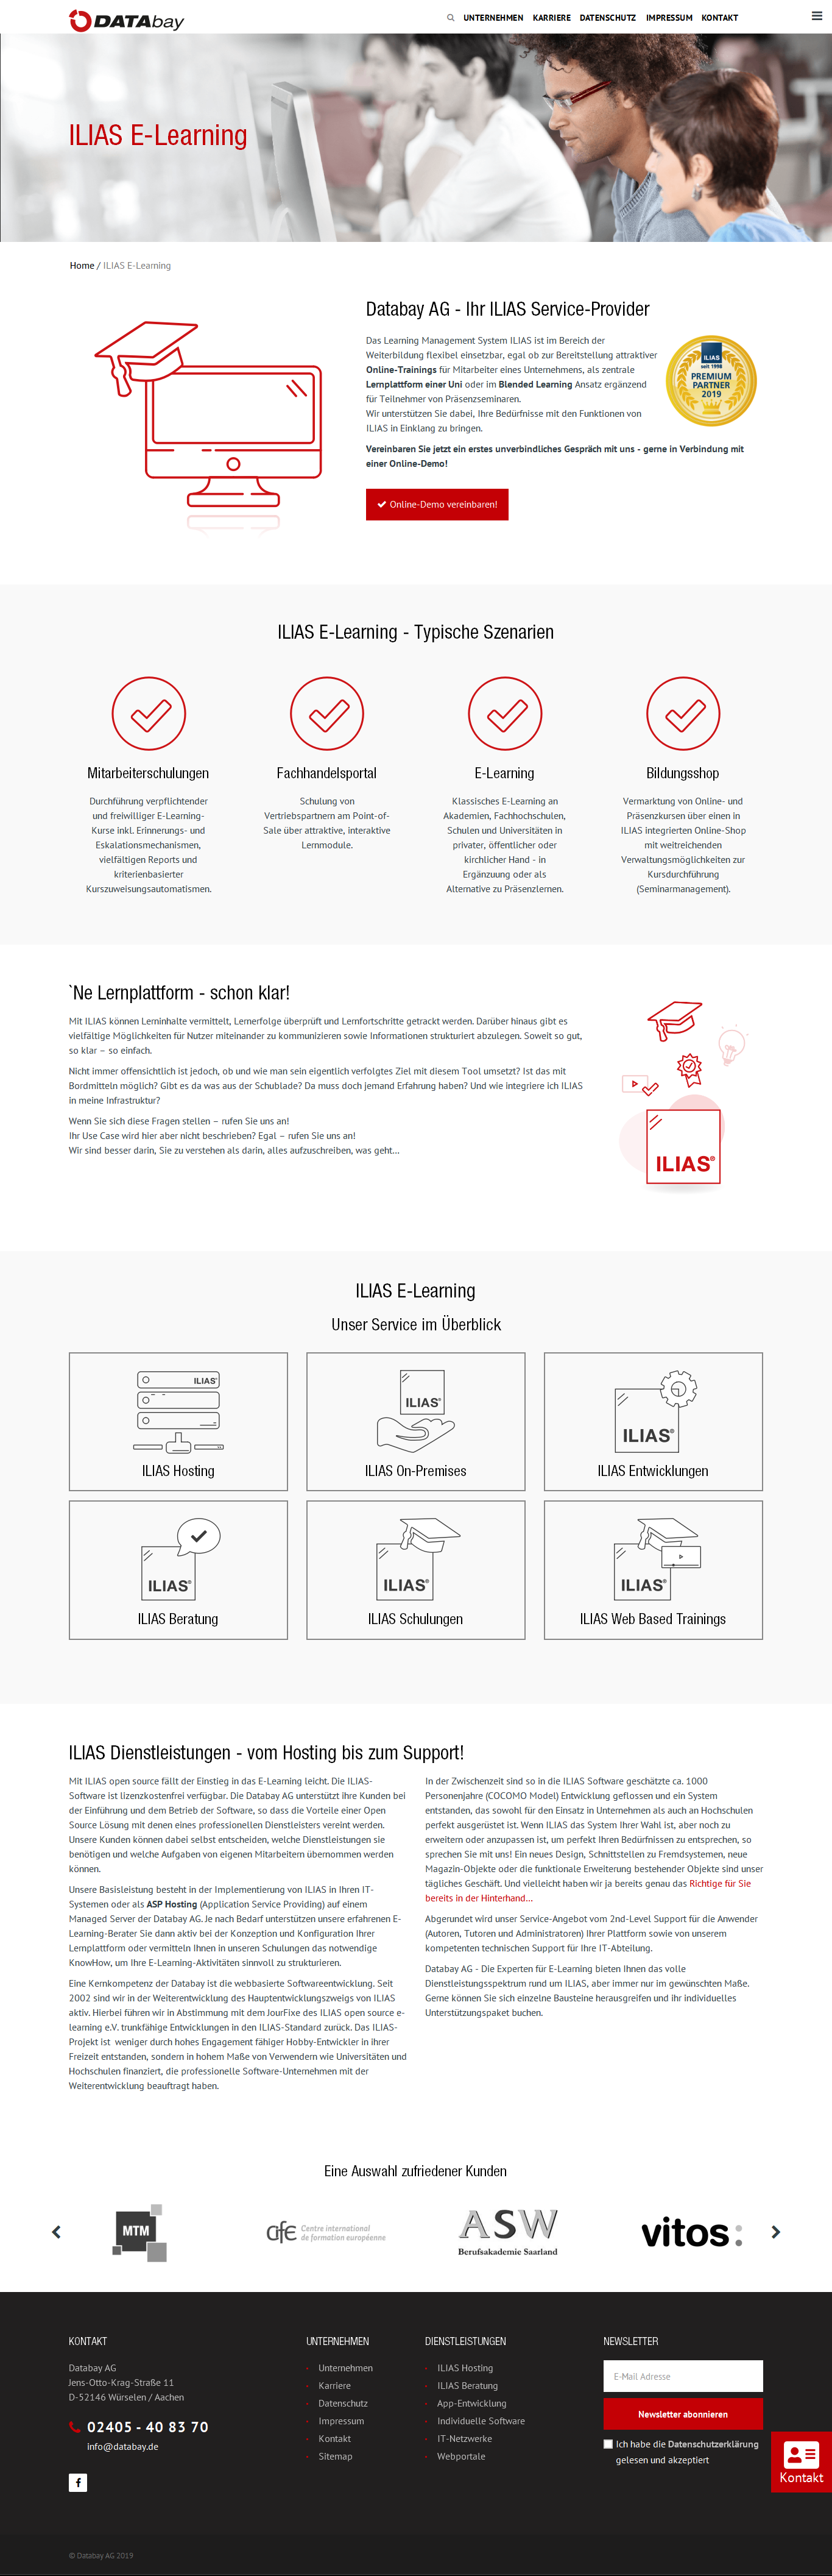 DATAbay
UNTERNEHMEN KARRIERE DATENSCHUTZ IMPRESSUM KONTAKT
ILIAS E-Learning
Home / ILIAS E-Learning
Databay AG - Ihr ILIAS Service-Provider
Das Learning Management System ILIAS ist im Bereich der
Weiterbildung flexibel einsetzbar, egal ob zur Bereitstellung attraktiver
Online-Trainings für Mitarbeiter eines Unternehmens, als zentrale
Lernplattform einer Uni oder im Blended Learning Ansatz ergänzend
für Teilnehmer von Präsenzseminaren.
Wir unterstützen Sie dabei, Ihre Bedürfnisse mit den Funktionen von
ILIAS in Einklang zu bringen.
ILIAS
seit 1998
PREMIUM
PARTNER
2019
Vereinbaren Sie jetzt ein erstes unverbindliches Gespräch mit uns - gerne in Verbindung mit
einer Online-Demo!
Online-Demo vereinbaren!
ILIAS E-Learning - Typische Szenarien
Mitarbeiterschulungen
Durchführung verpflichtender
und freiwilliger E-Learning-
Kurse inkl. Erinnerungs- und
Eskalationsmechanismen,
vielfältigen Reports und
kriterienbasierter
Kurszuweisungsautomatismen.
Fachhandelsportal
Schulung von
Vertriebspartnern am Point-of-
Sale über attraktive, interaktive
Lernmodule.
E-Learning
Klassisches E-Learning an
Akademien, Fachhochschulen,
Schulen und Universitäten in
privater, öffentlicher oder
kirchlicher Hand - in
Ergänzuung oder als
Alternative zu Präsenzlernen.
Bildungsshop
Vermarktung von Online- und
Präsenzkursen über einen in
ILIAS integrierten Online-Shop
mit weitreichenden
Verwaltungsmöglichkeiten zur
Kursdurchführung
(Seminarmanagement).
`Ne Lernplattform - schon klar!
Mit ILIAS können Lerninhalte vermittelt, Lernerfolge überprüft und Lernfortschritte getrackt werden. Darüber hinaus gibt es
vielfältige Möglichkeiten für Nutzer miteinander zu kommunizieren sowie Informationen strukturiert abzulegen. Soweit so gut,
so klar – so einfach.
Nicht immer offensichtlich ist jedoch, ob und wie man sein eigentlich verfolgtes Ziel mit diesem Tool umsetzt? Ist das mit
Bordmitteln möglich? Gibt es da was aus der Schublade? Da muss doch jemand Erfahrung haben? Und wie integriere ich ILIAS
in meine Infrastruktur?
Wenn Sie sich diese Fragen stellen – rufen Sie uns an!
Ihr Use Case wird hier aber nicht beschrieben? Egal – rufen Sie uns an!
Wir sind besser darin, Sie zu verstehen als darin, alles aufzuschreiben, was geht...
ILIAS®
ILIAS E-Learning
Unser Service im Überblick
ILIAS®
ILIAS Hosting
ILIAS®
ILIAS On-Premises
ILIAS®
ILIAS Entwicklungen
ILIAS®
ILIAS Beratung
ILIAS®
ILIAS Schulungen
ILIAS®
ILIAS Web Based Trainings
ILIAS Dienstleistungen - vom Hosting bis zum Support!
Mit ILIAS open source fällt der Einstieg in das E-Learning leicht. Die ILIAS-
Software ist lizenzkostenfrei verfügbar. Die Databay AG unterstützt ihre Kunden bei
der Einführung und dem Betrieb der Software, so dass die Vorteile einer Open
Source Lösung mit denen eines professionellen Dienstleisters vereint werden.
Unsere Kunden können dabei selbst entscheiden, welche Dienstleistungen sie
benötigen und welche Aufgaben von eigenen Mitarbeitern übernommen werden
können.
Unsere Basisleistung besteht in der Implementierung von ILIAS in Ihren IT-
Systemen oder als ASP Hosting (Application Service Providing) auf einem
Managed Server der Databay AG. Je nach Bedarf unterstützen unsere erfahrenen E-
Learning-Berater Sie dann aktiv bei der Konzeption und Konfiguration Ihrer
Lernplattform oder vermitteln Ihnen in unseren Schulungen das notwendige
KnowHow, um Ihre E-Learning-Aktivitäten sinnvoll zu strukturieren.
Eine Kernkompetenz der Databay ist die webbasierte Softwareentwicklung. Seit
2002 sind wir in der Weiterentwicklung des Hauptentwicklungszweigs von ILIAS
aktiv. Hierbei führen wir in Abstimmung mit dem JourFixe des ILIAS open source e-
learning e.V. trunkfähige Entwicklungen in den ILIAS-Standard zurück. Das ILIAS-
Projekt ist weniger durch hohes Engagement fähiger Hobby-Entwickler in ihrer
Freizeit entstanden, sondern in hohem Maße von Verwendern wie Universitäten und
Hochschulen finanziert, die professionelle Software-Unternehmen mit der
Weiterentwicklung beauftragt haben.
In der Zwischenzeit sind so in die ILIAS Software geschätzte ca. 1000
Personenjahre (COCOMO Model) Entwicklung geflossen und ein System
entstanden, das sowohl für den Einsatz in Unternehmen als auch an Hochschulen
perfekt ausgerüstet ist. Wenn ILIAS das System Ihrer Wahl ist, aber noch zu
erweitern oder anzupassen ist, um perfekt Ihren Bedürfnissen zu entsprechen, so
sprechen Sie mit uns! Ein neues Design, Schnittstellen zu Fremdsystemen, neue
Magazin-Objekte oder die funktionale Erweiterung bestehender Objekte sind unser
tägliches Geschäft. Und vielleicht haben wir ja bereits genau das Richtige für Sie
bereits in der Hinterhand...
Abgerundet wird unser Service-Angebot vom 2nd-Level Support für die Anwender
(Autoren, Tutoren und Administratoren) Ihrer Plattform sowie von unserem
kompetenten technischen Support für Ihre IT-Abteilung.
Databay AG - Die Experten für E-Learning bieten Ihnen das volle
Dienstleistungsspektrum rund um ILIAS, aber immer nur im gewünschten Maße.
Gerne können Sie sich einzelne Bausteine herausgreifen und ihr individuelles
Unterstützungspaket buchen.
Eine Auswahl zufriedener Kunden
MTM
cife Centre international
de formation européenne
ASW
Berufsakademie Saarland
vitos:
KONTAKT
Databay AG
Jens-Otto-Krag-Straße 11
D-52146 Würselen / Aachen
02405 - 40 83 70
info@databay.de
UNTERNEHMEN
Unternehmen
Karriere
Datenschutz
Impressum
Kontakt
Sitemap
DIENSTLEISTUNGEN
ILIAS Hosting
ILIAS Beratung
App-Entwicklung
Individuelle Software
IT-Netzwerke
Webportale
NEWSLETTER
E-Mail Adresse
Newsletter abonnieren
Ich habe die Datenschutzerklärung
gelesen und akzeptiert
Kontakt
© Databay AG 2019